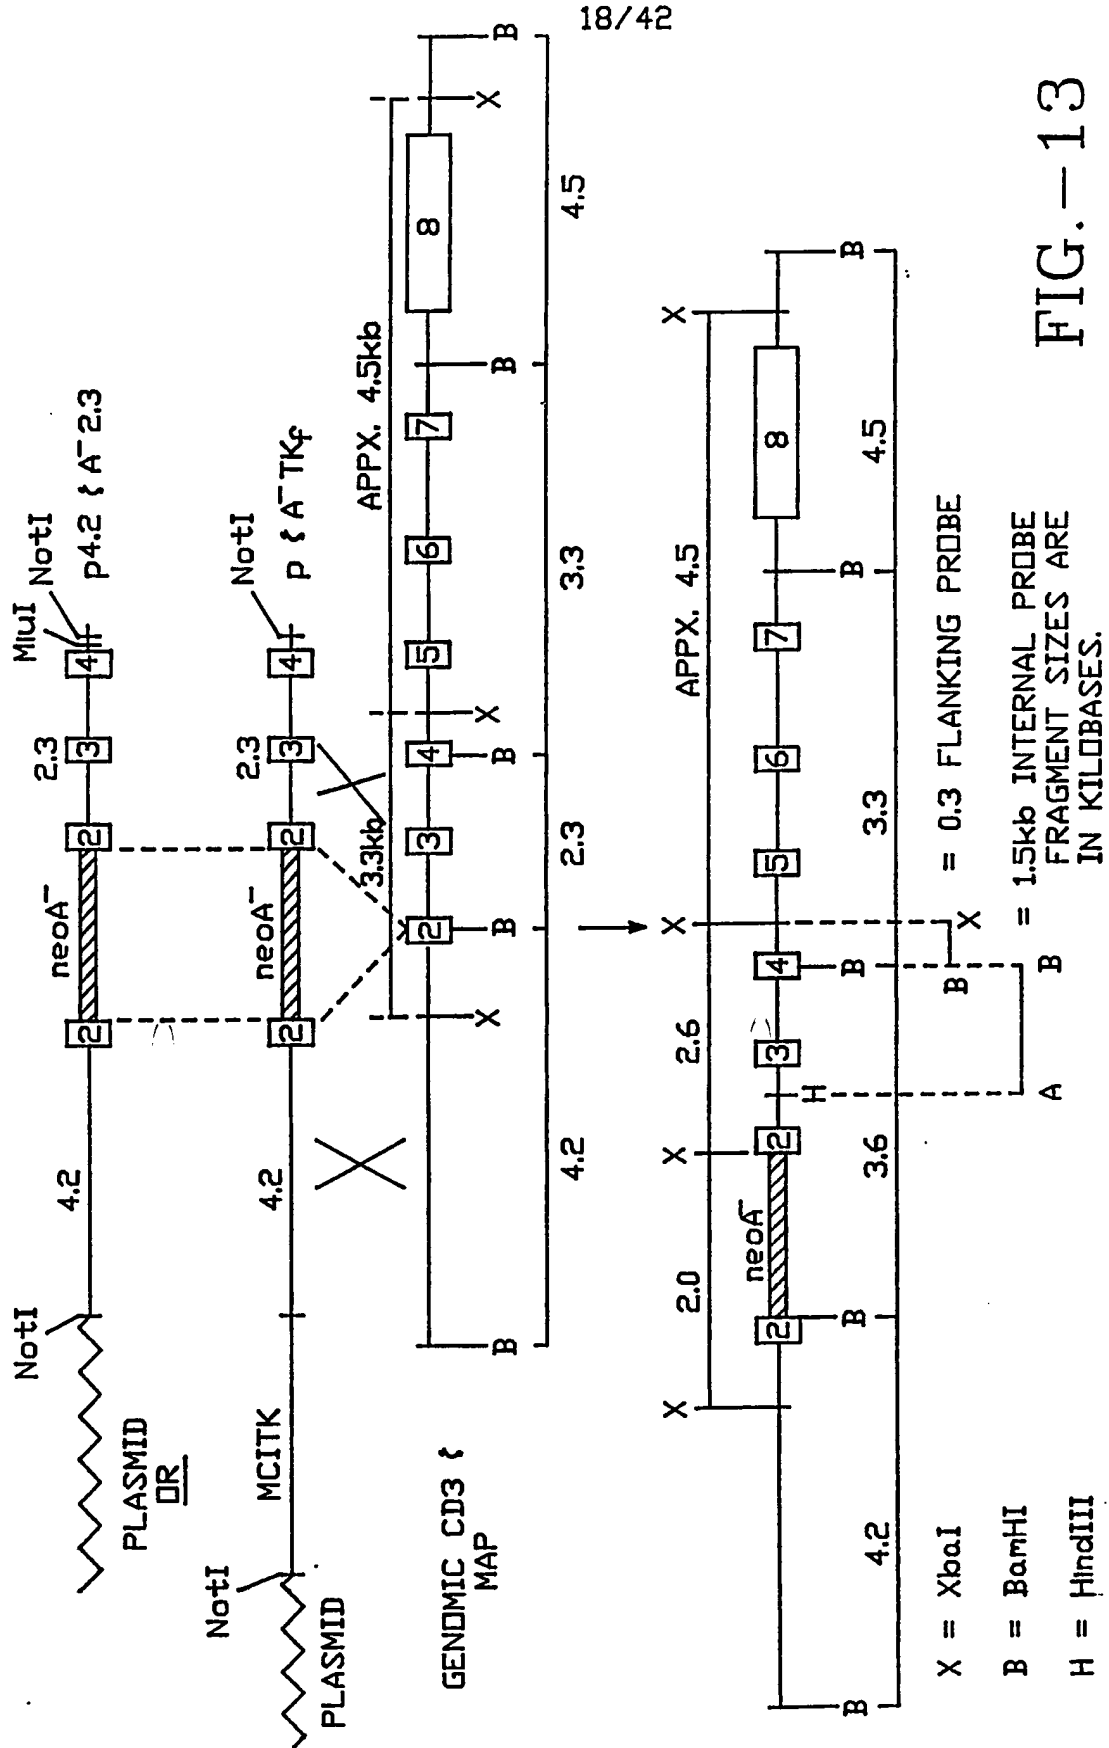 18/42
MluI
NotI
NotI
neoA⁻
2.3
4.2
2
2
3
4
p4.2 ξ A⁻ 2.3
PLASMID
OR
NotI
NotI
MCITK
4.2
neoA⁻
2.3
2
2
3
4
p ξ A⁻ TKf
PLASMID
3.3kb
APPX. 4.5kb
GENOMIC CD3 ξ
MAP
2
3
4
5
6
7
8
B
X
B
B
X
B
X
B
4.2
2.3
3.3
4.5
X
2.0
X
2.6
X
APPX. 4.5
X
neoA⁻
2
2
H
3
4
5
6
7
8
B
B
B
B
B
4.2
3.6
3.3
4.5
B
X
= 0.3 FLANKING PROBE
A
B
= 1.5kb INTERNAL PROBE
FRAGMENT SIZES ARE
IN KILOBASES.
X = XbaI
B = BamHI
H = HindIII
FIG.-13